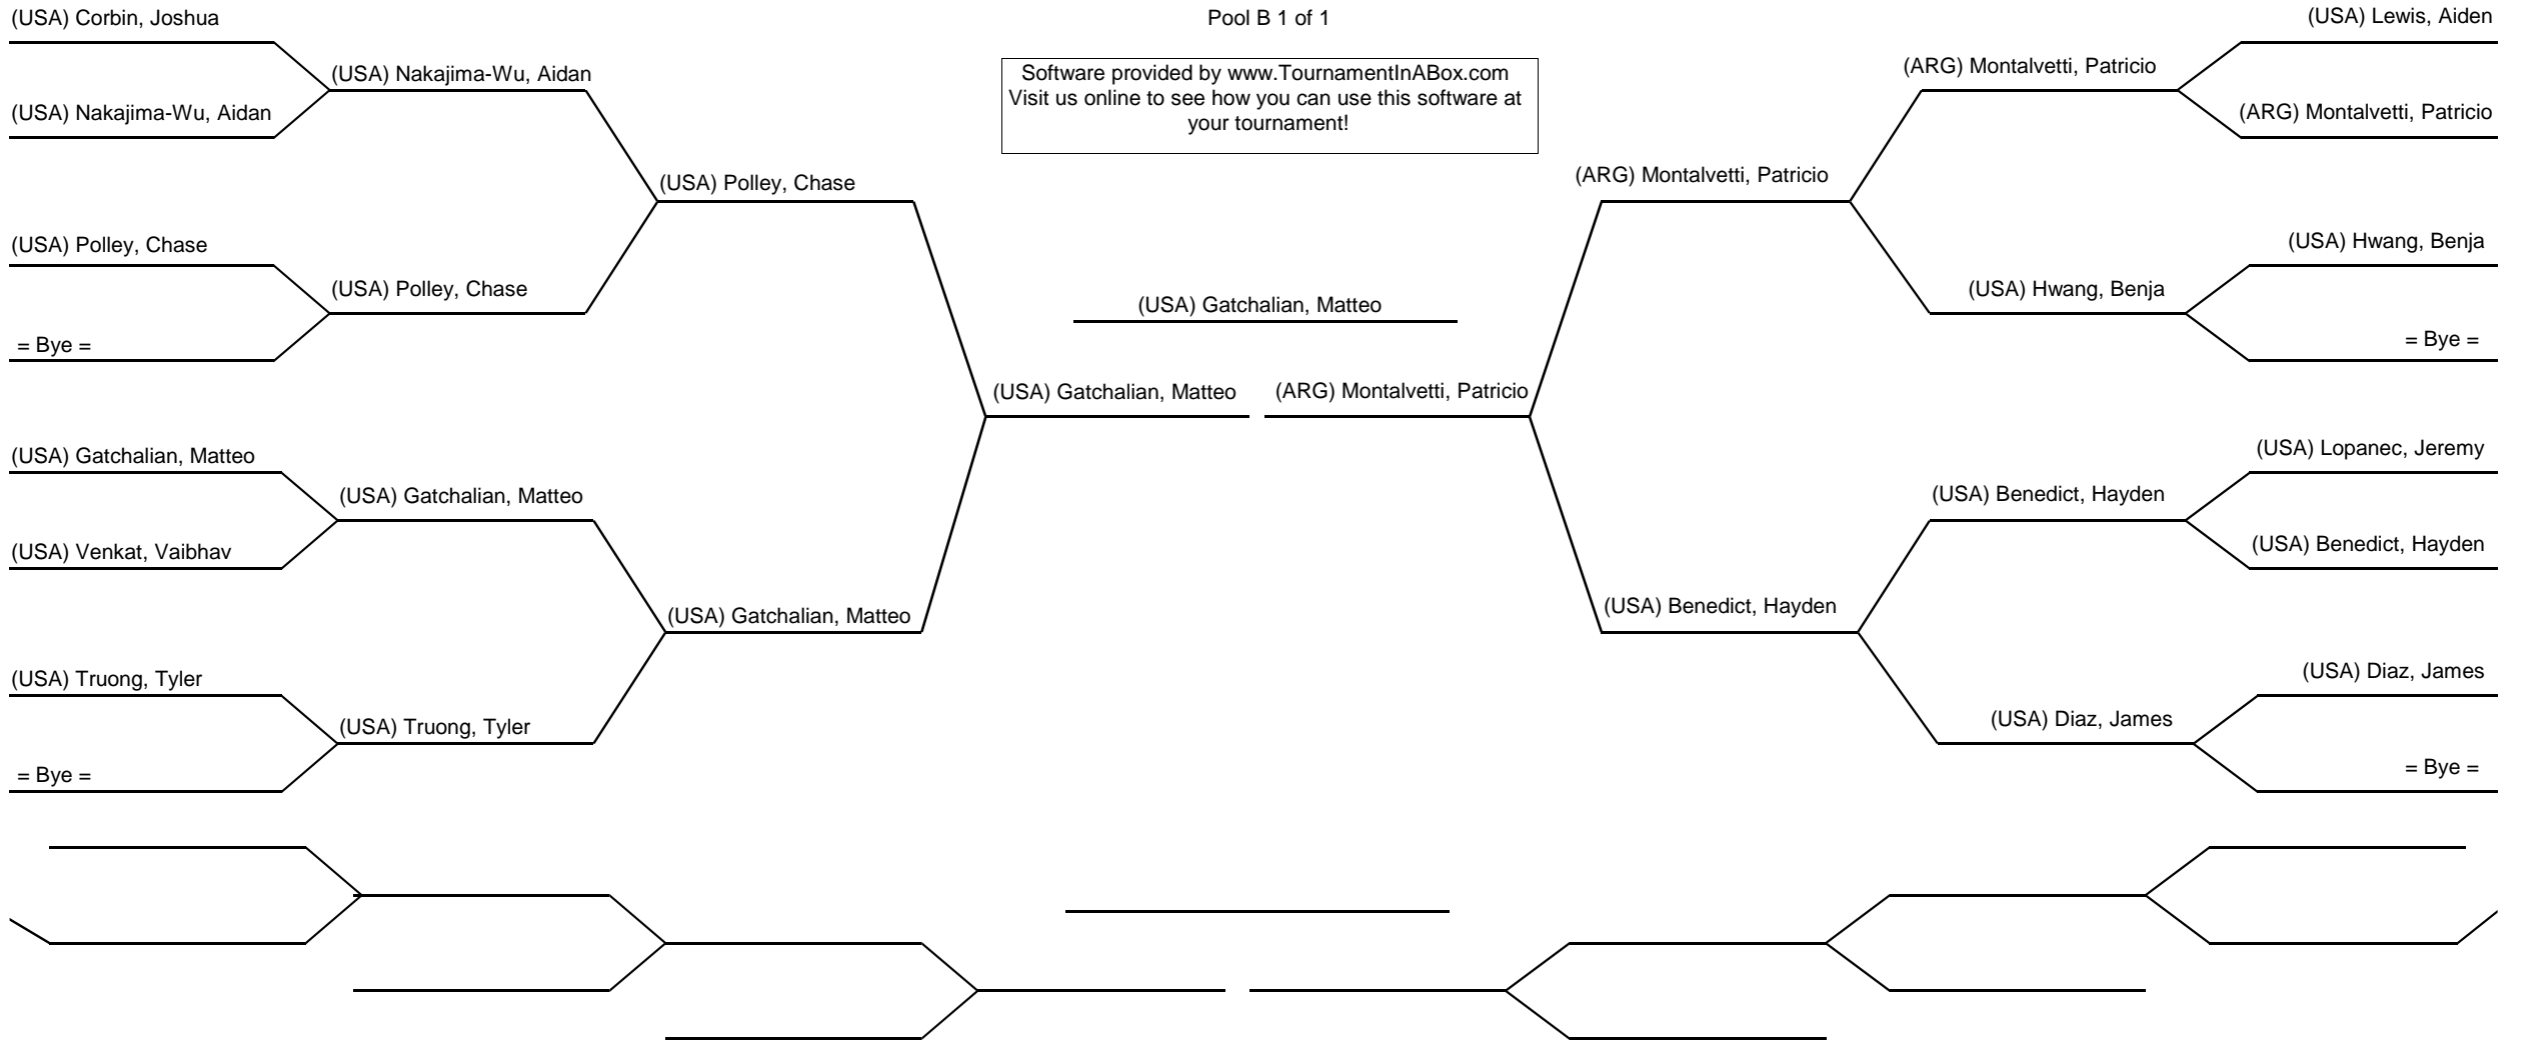 Pool B 1 of 1
Software provided by www.TournamentInABox.com
Visit us online to see how you can use this software at
your tournament!
(USA) Corbin, Joshua
(USA) Nakajima-Wu, Aidan
(USA) Polley, Chase
= Bye =
(USA) Gatchalian, Matteo
(USA) Venkat, Vaibhav
(USA) Truong, Tyler
= Bye =
(USA) Nakajima-Wu, Aidan
(USA) Polley, Chase
(USA) Gatchalian, Matteo
(USA) Truong, Tyler
(USA) Polley, Chase
(USA) Gatchalian, Matteo
(USA) Gatchalian, Matteo
(USA) Gatchalian, Matteo
(ARG) Montalvetti, Patricio
(ARG) Montalvetti, Patricio
(USA) Benedict, Hayden
(ARG) Montalvetti, Patricio
(USA) Hwang, Benja
(USA) Benedict, Hayden
(USA) Diaz, James
(USA) Lewis, Aiden
(ARG) Montalvetti, Patricio
(USA) Hwang, Benja
= Bye =
(USA) Lopanec, Jeremy
(USA) Benedict, Hayden
(USA) Diaz, James
= Bye =